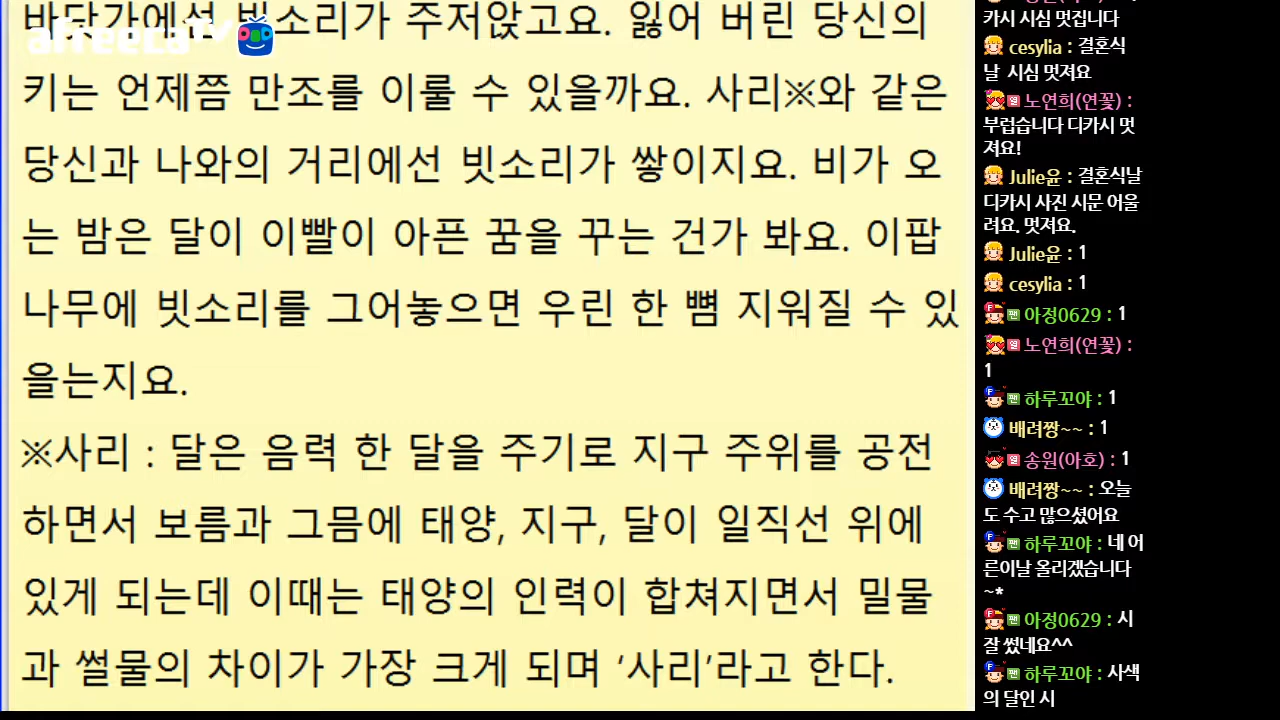 바닷가에선 빗소리가 주저앉고요. 잃어 버린 당신의
afreecaTV
키는 언제쯤 만조를 이룰 수 있을까요. 사리※와 같은
당신과 나와의 거리에선 빗소리가 쌓이지요. 비가 오
는 밤은 달이 이빨이 아픈 꿈을 꾸는 건가 봐요. 이팝
나무에 빗소리를 그어놓으면 우린 한 뼘 지워질 수 있
을는지요.
※사리 : 달은 음력 한 달을 주기로 지구 주위를 공전
하면서 보름과 그믐에 태양, 지구, 달이 일직선 위에
있게 되는데 이때는 태양의 인력이 합쳐지면서 밀물
과 썰물의 차이가 가장 크게 되며 ‘사리’라고 한다.
카시 시심 멋집니다
cesylia : 결혼식
날 시심 멋져요
열 노연희(연꽃) :
부럽습니다 디카시 멋
져요!
Julie윤 : 결혼식날
디카시 사진 시문 어울
려요. 멋져요.
Julie윤 : 1
cesylia : 1
팬 아정0629 : 1
열 노연희(연꽃) :
1
팬 하루꼬야 : 1
배려짱~~ : 1
열 송원(아호) : 1
배려짱~~ : 오늘
도 수고 많으셨어요
팬 하루꼬야 : 네 어
른이날 올리겠습니다
~*
팬 아정0629 : 시
잘 썼네요^^
팬 하루꼬야 : 사색
의 달인 시